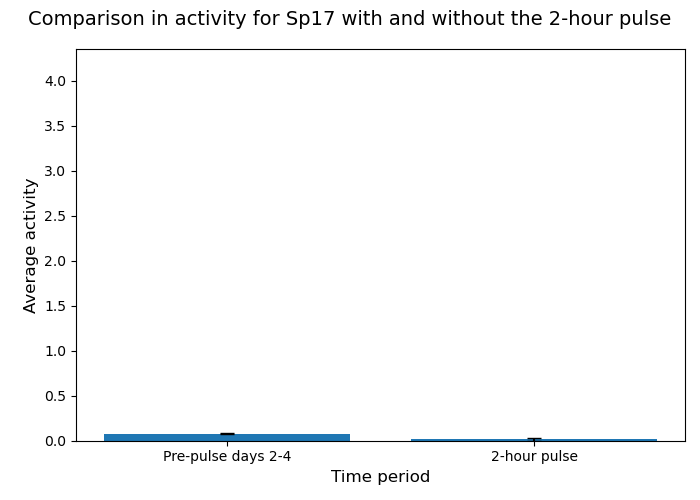 Comparison in activity for Sp17 with and without the 2-hour pulse
Average activity
4.0
3.5
3.0
2.5
2.0
1.5
1.0
0.5
0.0
Pre-pulse days 2-4
2-hour pulse
Time period